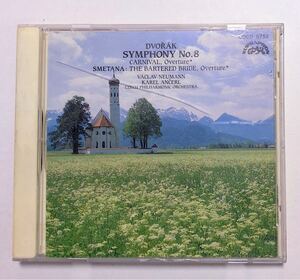 DVOŘÁK
SYMPHONY No.8
CARNIVAL, Overture*
SMETANA: THE BARTERED BRIDE, Overture*
VÁCLAV NEUMANN
KAREL ANČERL
CZECH PHILHARMONIC ORCHESTRA